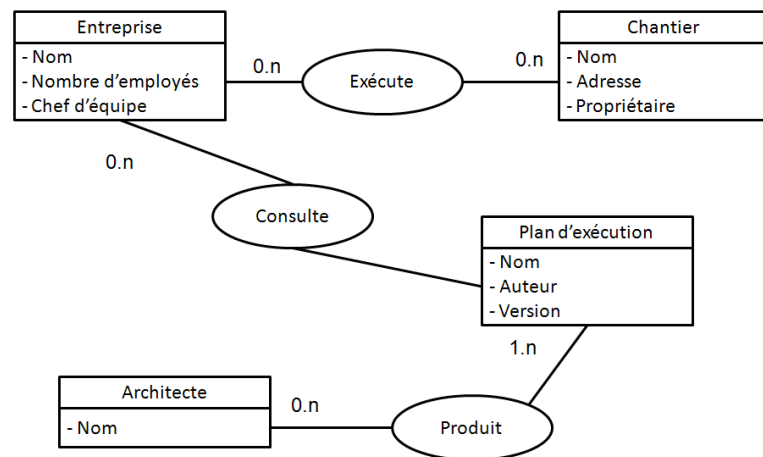 Entreprise
- Nom
- Nombre d'employés
- Chef d'équipe
0.n
Exécute
0.n
Chantier
- Nom
- Adresse
- Propriétaire
0.n
Consulte
Plan d'exécution
- Nom
- Auteur
- Version
1.n
Architecte
- Nom
0.n
Produit